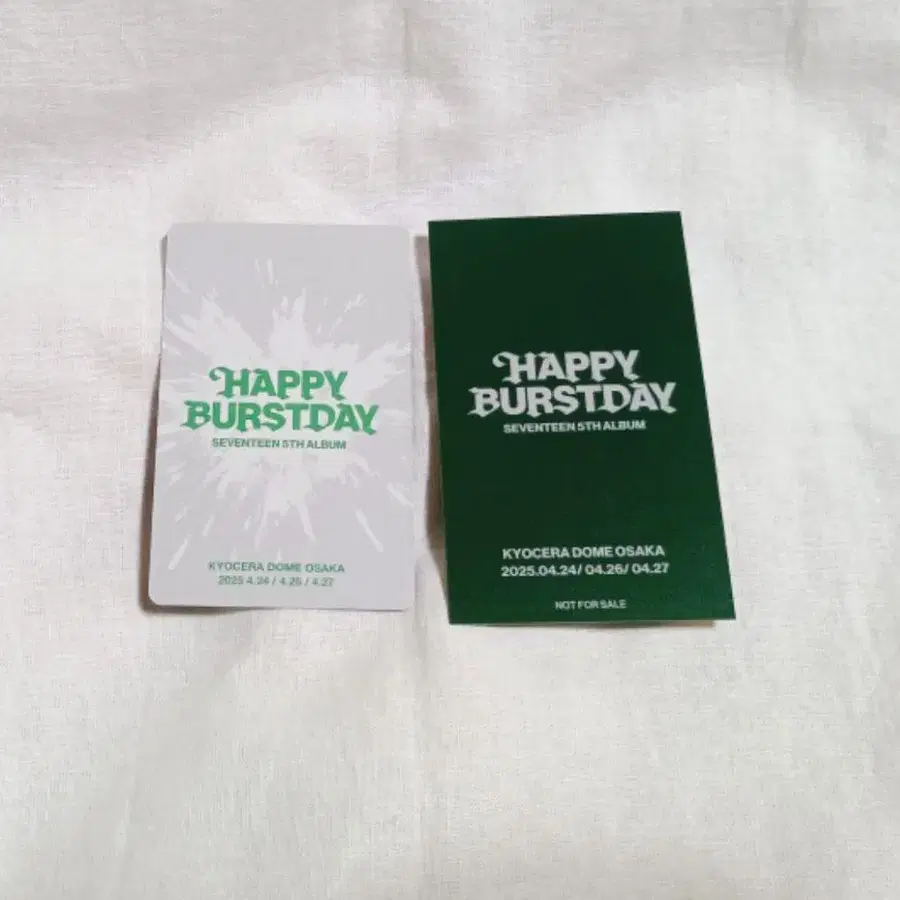 HAPPY
BURSTDAY
SEVENTEEN 5TH ALBUM
KYOCERA DOME OSAKA
2025 4.24 / 4.26 / 4.27
HAPPY
BURSTDAY
SEVENTEEN 5TH ALBUM
KYOCERA DOME OSAKA
2025.04.24/ 04.26/ 04.27
NOT FOR SALE